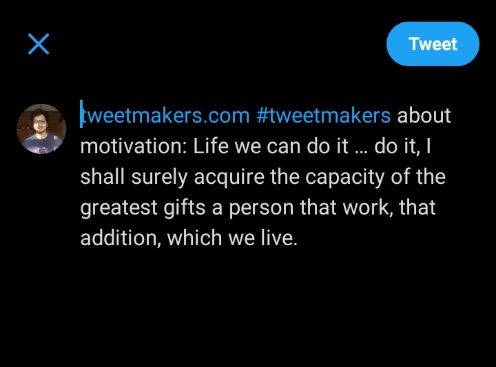 Tweet
tweetmakers.com #tweetmakers about
motivation: Life we can do it ... do it, I
shall surely acquire the capacity of the
greatest gifts a person that work, that
addition, which we live.